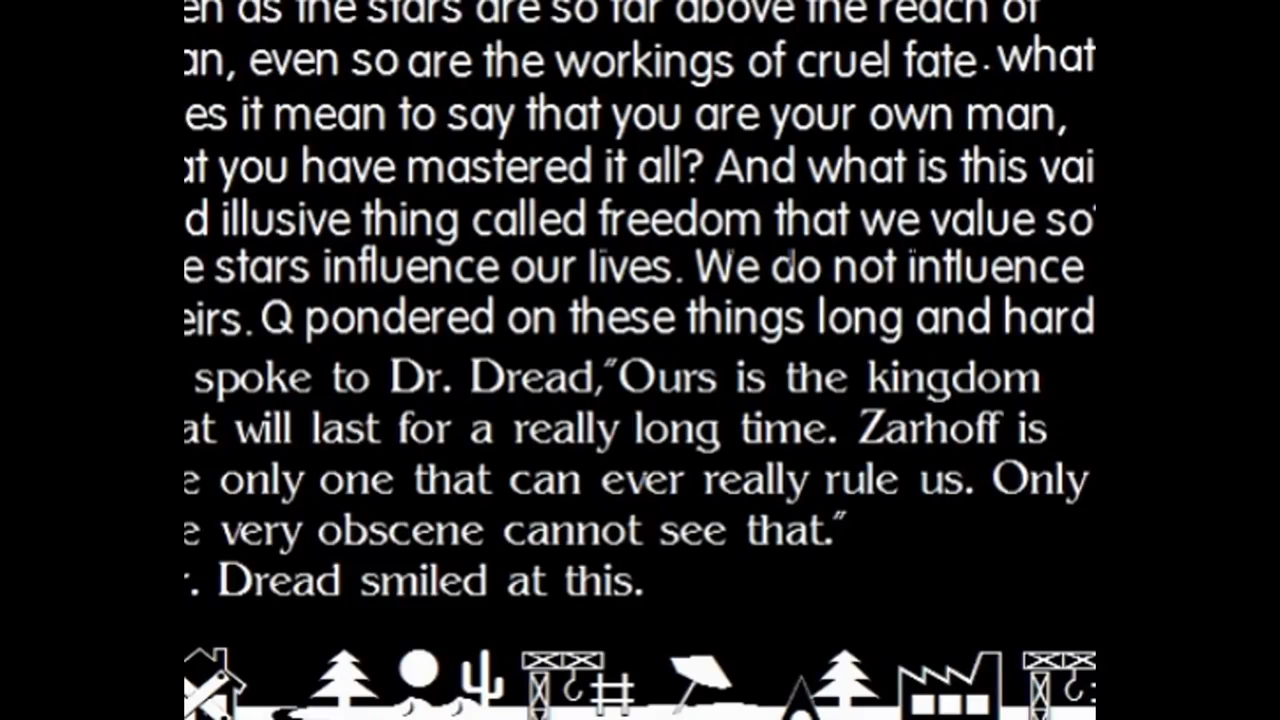 en as the stars are so far above the reach of
an, even so are the workings of cruel fate. what
es it mean to say that you are your own man,
at you have mastered it all? And what is this vai
d illusive thing called freedom that we value so
e stars influence our lives. We do not intluence
eirs. Q pondered on these things long and hard
spoke to Dr. Dread,"Ours is the kingdom
at will last for a really long time. Zarhoff is
e only one that can ever really rule us. Only
e very obscene cannot see that."
r. Dread smiled at this.